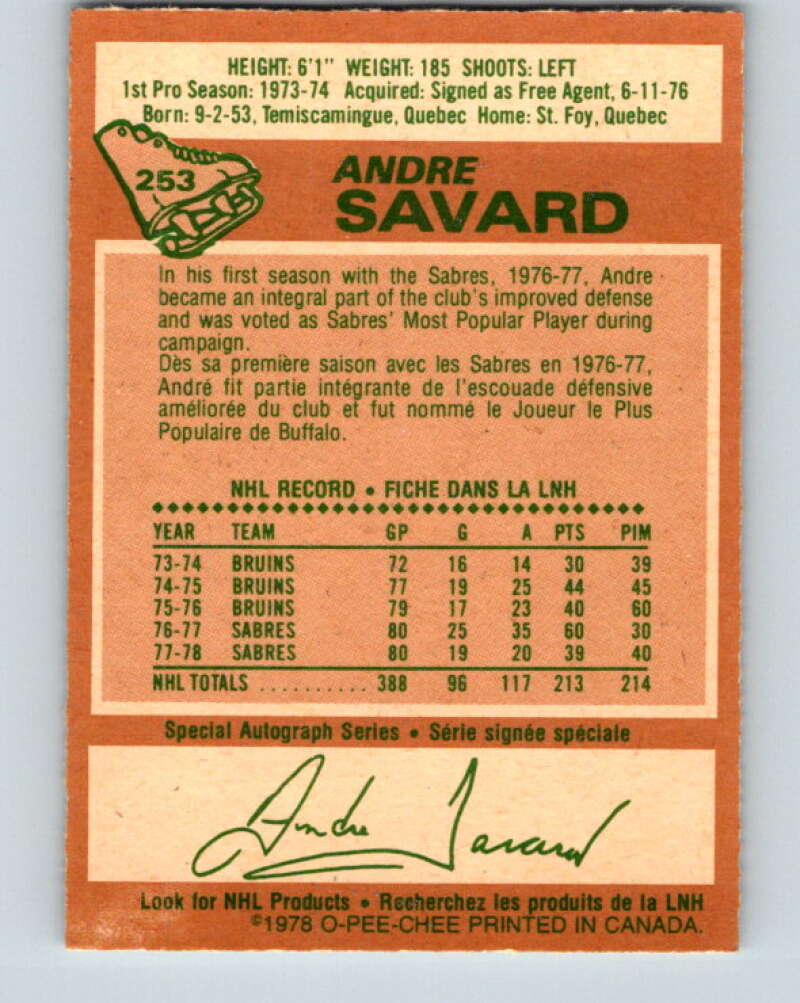 HEIGHT: 6'1" WEIGHT: 185 SHOOTS: LEFT
1st Pro Season: 1973-74 Acquired: Signed as Free Agent, 6-11-76
Born: 9-2-53, Temiscamingue, Quebec Home: St. Foy, Quebec
253
ANDRE
SAVARD
In his first season with the Sabres, 1976-77, Andre
became an integral part of the club's improved defense
and was voted as Sabres' Most Popular Player during
campaign.
Dès sa première saison avec les Sabres en 1976-77,
André fit partie intégrante de l'escouade défensive
améliorée du club et fut nommé le Joueur le Plus
Populaire de Buffalo.
NHL RECORD • FICHE DANS LA LNH
YEAR TEAM GP G A PTS PIM
73-74 BRUINS 72 16 14 30 39
74-75 BRUINS 77 19 25 44 45
75-76 BRUINS 79 17 23 40 60
76-77 SABRES 80 25 35 60 30
77-78 SABRES 80 19 20 39 40
NHL TOTALS .......... 388 96 117 213 214
Special Autograph Series • Série signée spéciale
Andre Savard
Look for NHL Products • Recherchez les produits de la LNH
©1978 O-PEE-CHEE PRINTED IN CANADA.